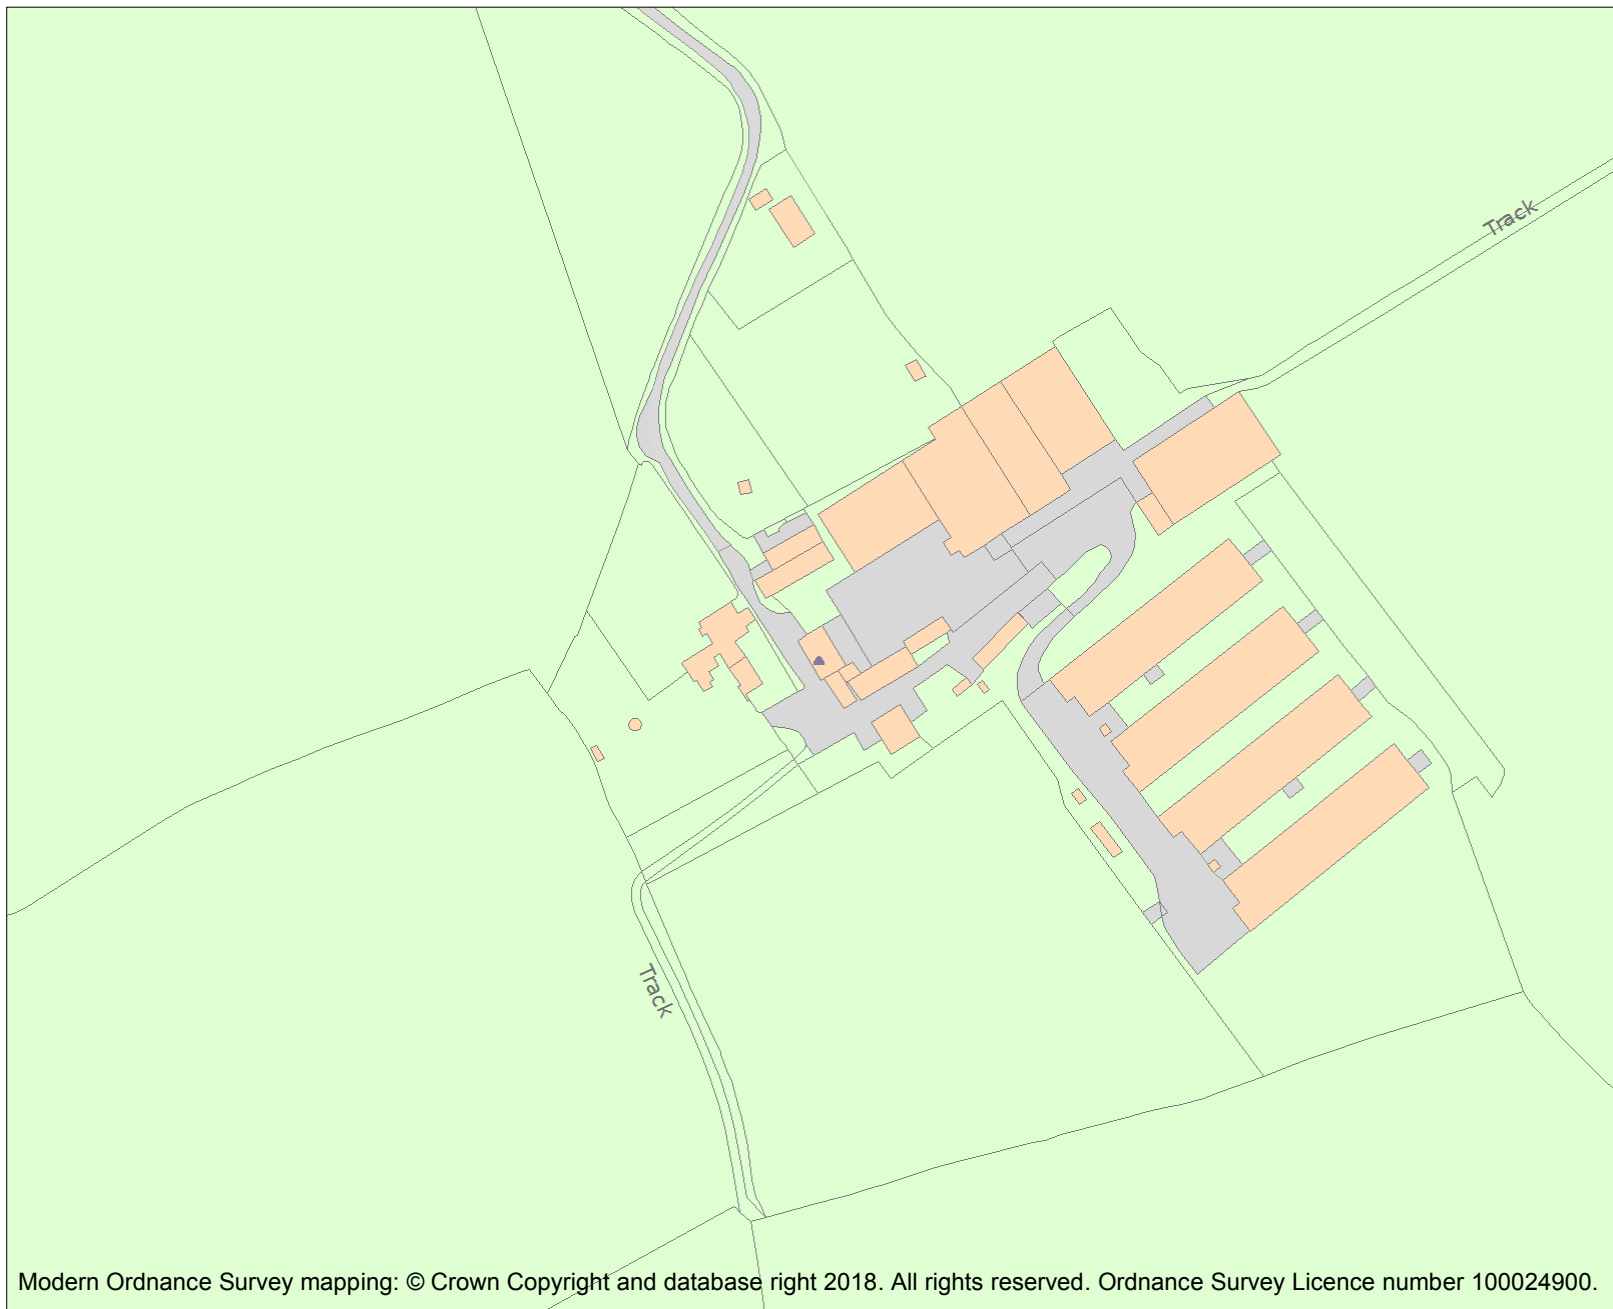 Track
Track
Modern Ordnance Survey mapping: © Crown Copyright and database right 2018. All rights reserved. Ordnance Survey Licence number 100024900.